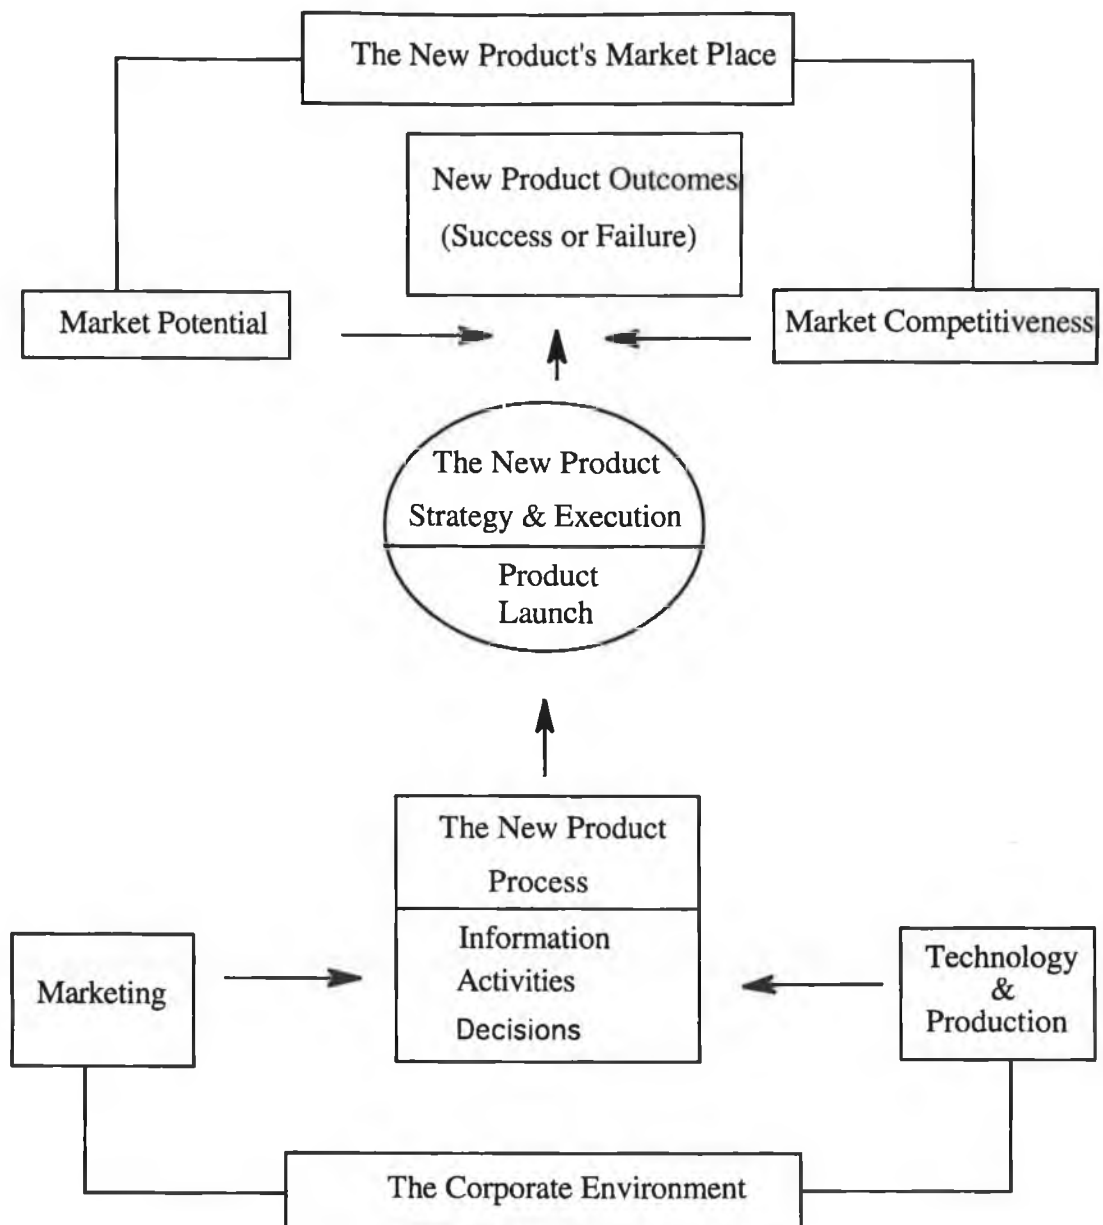 The New Product's Market Place
New Product Outcomes
(Success or Failure)
Market Potential
Market Competitiveness
The New Product
Strategy & Execution
Product
Launch
The New Product
Process
Information
Activities
Decisions
Marketing
Technology
&
Production
The Corporate Environment